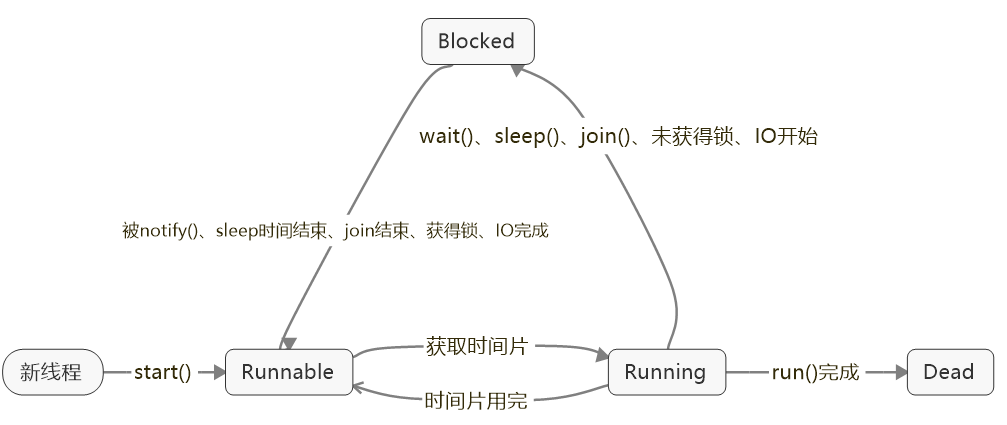 Blocked
wait()、sleep()、join()、未获得锁、IO开始
被notify()、sleep时间结束、join结束、获得锁、IO完成
获取时间片
新线程
start()
Runnable
Running
run()完成
Dead
时间片用完